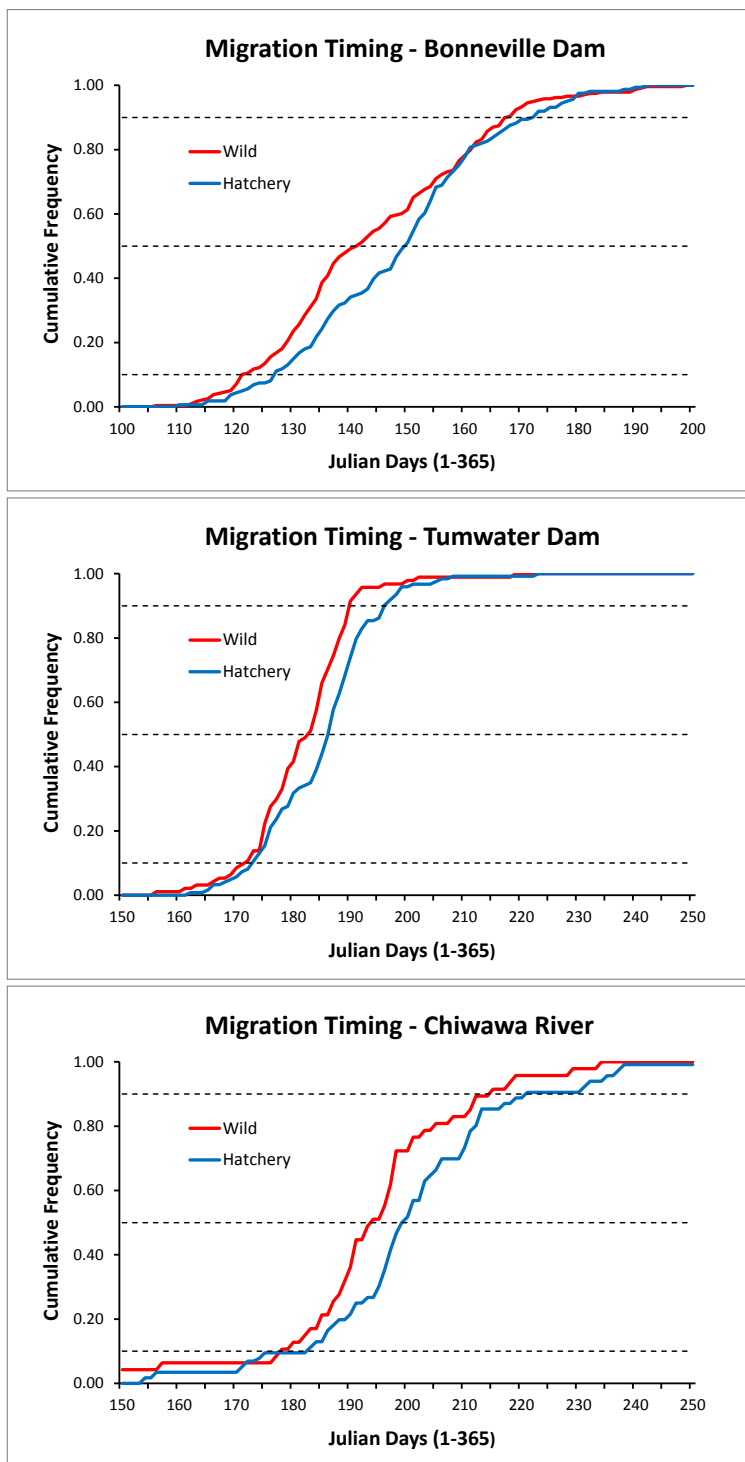 Migration Timing - Bonneville Dam
1.00
0.80
0.60
0.40
0.20
0.00
Cumulative Frequency
Wild
Hatchery
100 110 120 130 140 150 160 170 180 190 200
Julian Days (1-365)
Migration Timing - Tumwater Dam
1.00
0.80
0.60
0.40
0.20
0.00
Cumulative Frequency
Wild
Hatchery
150 160 170 180 190 200 210 220 230 240 250
Julian Days (1-365)
Migration Timing - Chiwawa River
1.00
0.80
0.60
0.40
0.20
0.00
Cumulative Frequency
Wild
Hatchery
150 160 170 180 190 200 210 220 230 240 250
Julian Days (1-365)